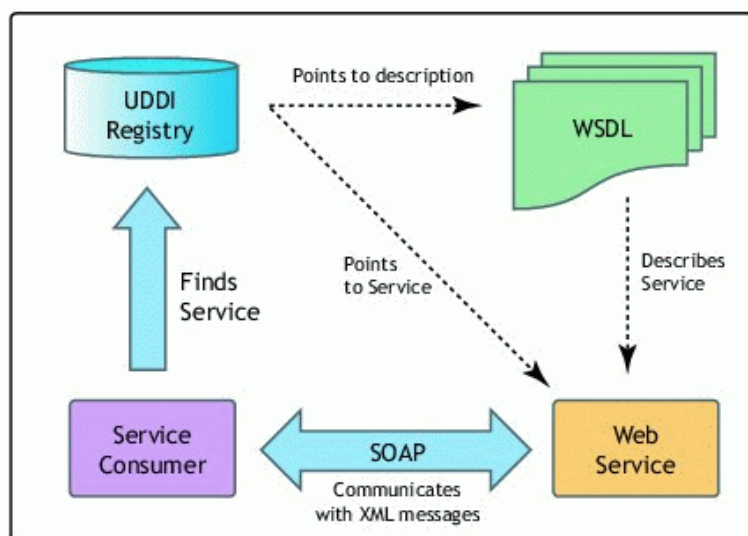 UDDI
Registry
Points to description
WSDL
Finds
Service
Points
to Service
Describes
Service
Service
Consumer
SOAP
Communicates
with XML messages
Web
Service